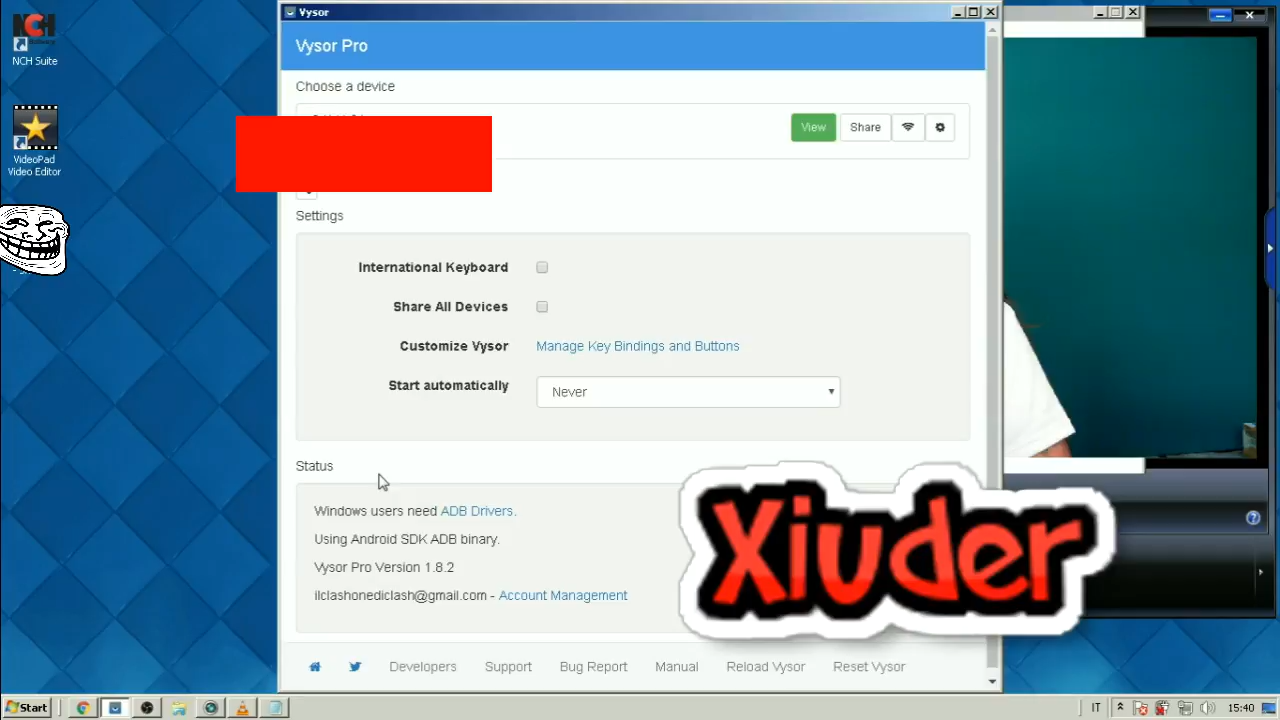 Vysor
NCH Suite
Vysor Pro
Choose a device
View
Share
VideoPad
Video Editor
Settings
International Keyboard
Share All Devices
Customize Vysor
Manage Key Bindings and Buttons
Start automatically
Never
Status
Windows users need ADB Drivers.
Using Android SDK ADB binary.
Vysor Pro Version 1.8.2
ilclashonediclash@gmail.com - Account Management
Xiuder
Developers
Support
Bug Report
Manual
Reload Vysor
Reset Vysor
Start
IT
15:40